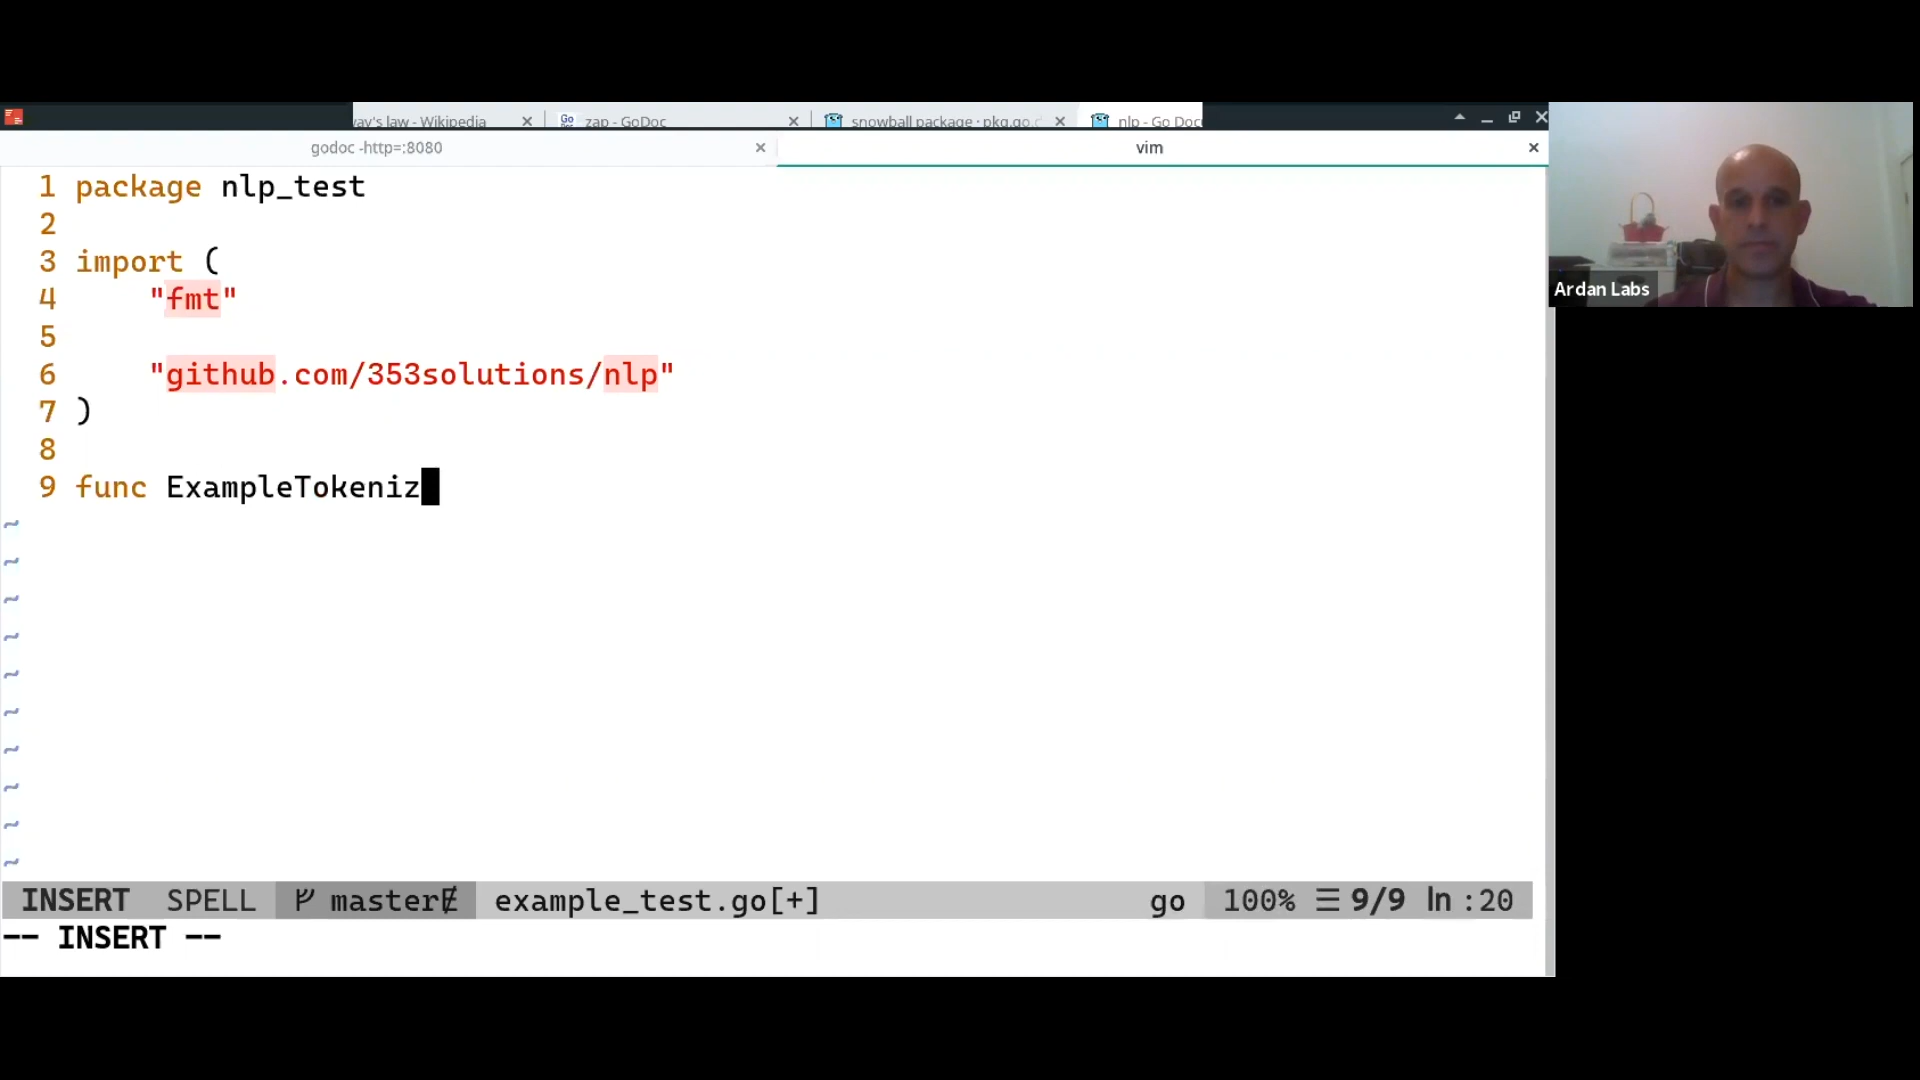 way's law - Wikipedia
zap - GoDoc
snowball package · pkg.go.d
nlp - Go Doc
godoc -http=:8080
vim
1 package nlp_test
2
3 import (
4 "fmt"
5
6 "github.com/353solutions/nlp"
7 )
8
9 func ExampleTokeniz
~
~
~
~
~
~
~
~
~
~
INSERT SPELL master example_test.go[+] go 100% ☰ 9/9 ln :20
-- INSERT --
Ardan Labs